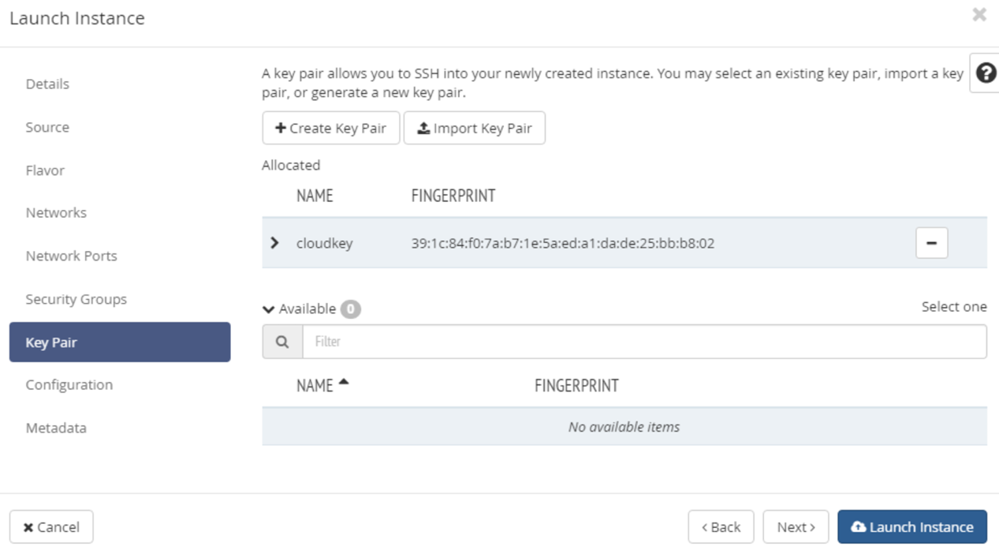 Launch Instance
Details
Source
Flavor
Networks
Network Ports
Security Groups
Key Pair
Configuration
Metadata
A key pair allows you to SSH into your newly created instance. You may select an existing key pair, import a key
pair, or generate a new key pair.
Create Key Pair
Import Key Pair
Allocated
NAME FINGERPRINT
cloudkey 39:1c:84:f0:7a:b7:1e:5a:ed:a1:da:de:25:bb:b8:02
Available 0 Select one
Filter
NAME FINGERPRINT
No available items
Cancel
< Back
Next >
Launch Instance